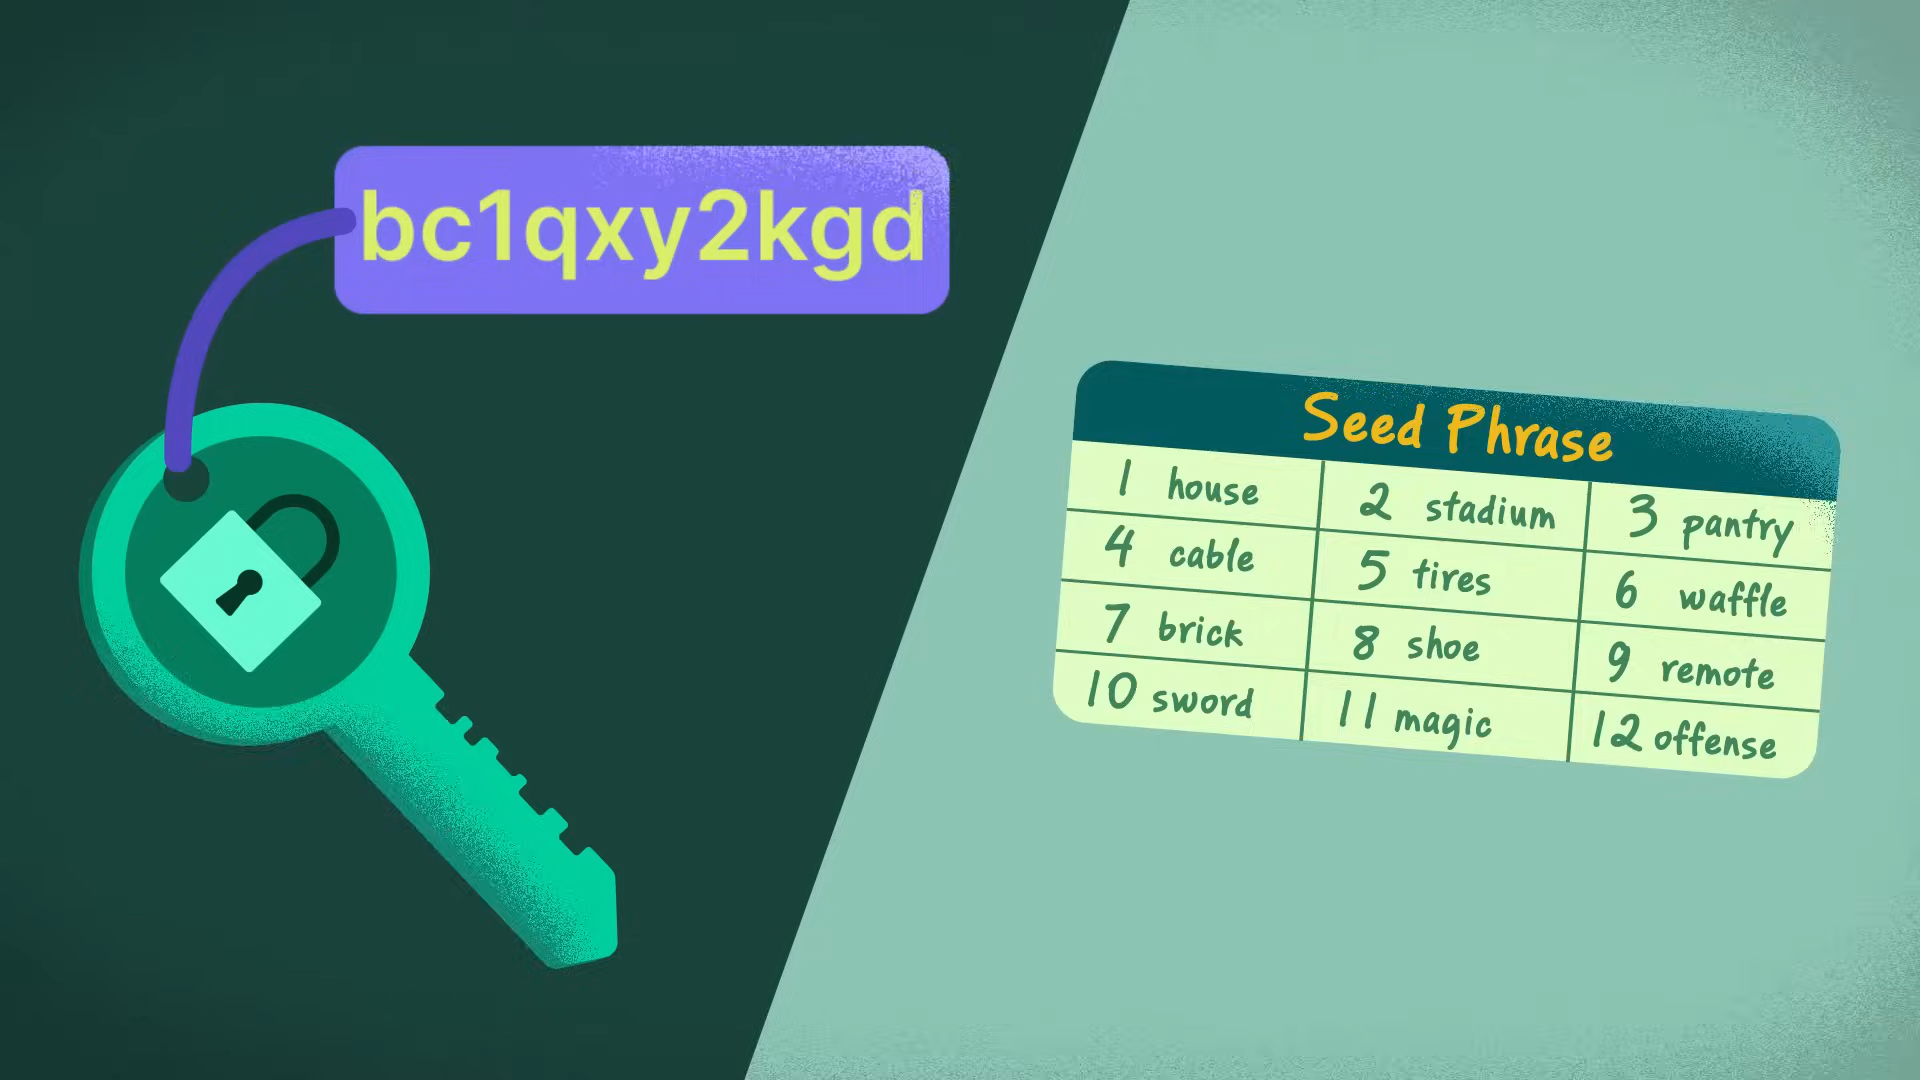 bc1qxy2kgd
Seed Phrase
1 house 2 stadium 3 pantry
4 cable 5 tires 6 waffle
7 brick 8 shoe 9 remote
10 sword 11 magic 12 offense